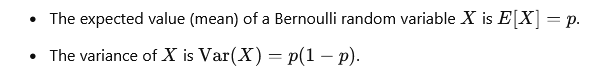 • The expected value (mean) of a Bernoulli random variable X is E[X] = p.
• The variance of X is Var(X) = p(1 − p).